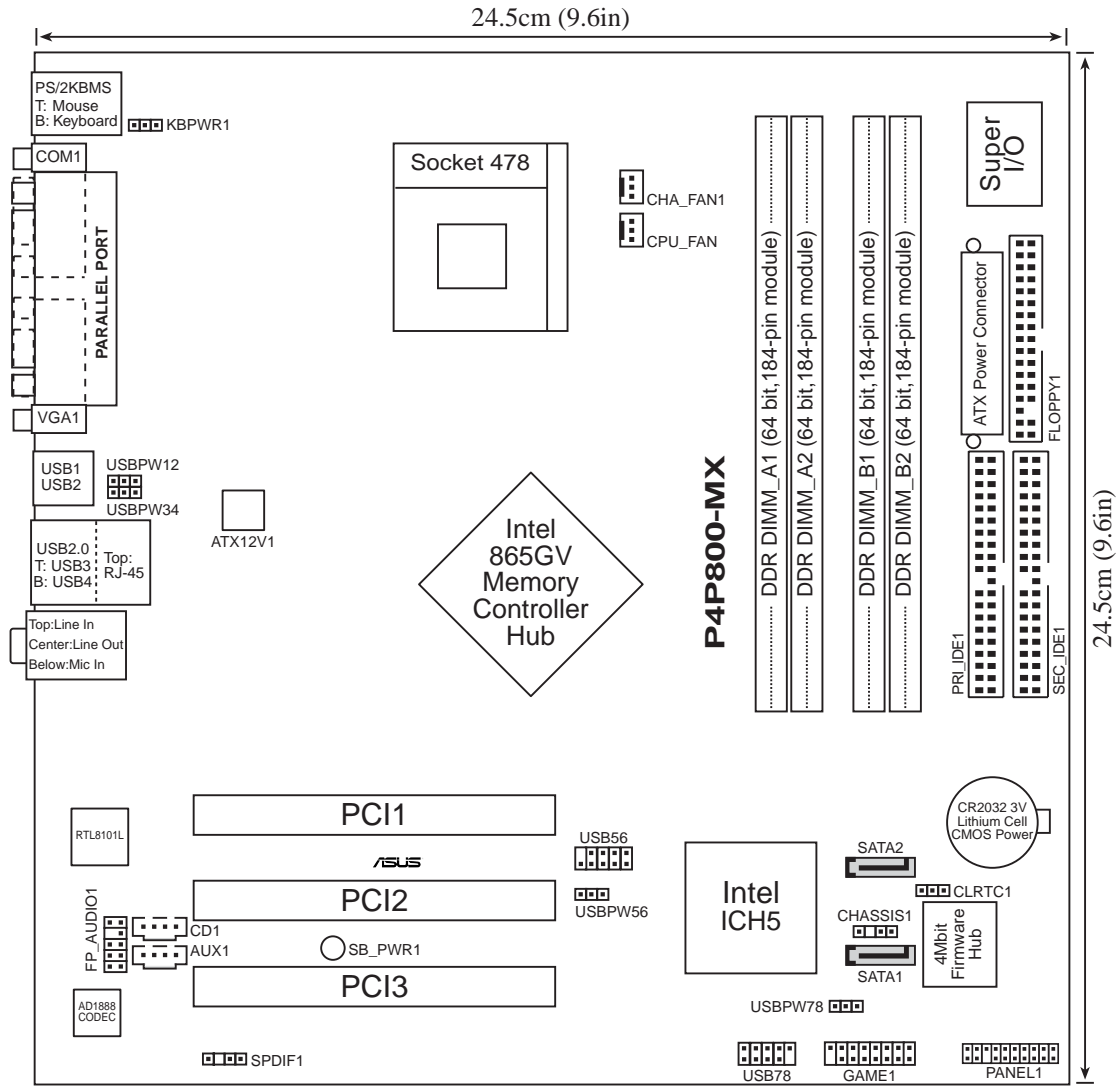 24.5cm (9.6in)
PS/2KBMS
T: Mouse
B: Keyboard
KBPWR1
COM1
PARALLEL PORT
VGA1
Socket 478
CHA_FAN1
CPU_FAN
Super
I/O
DDR DIMM_A1 (64 bit,184-pin module)
DDR DIMM_A2 (64 bit,184-pin module)
DDR DIMM_B1 (64 bit,184-pin module)
DDR DIMM_B2 (64 bit,184-pin module)
ATX Power Connector
FLOPPY1
USB1
USB2
USBPW12
USBPW34
ATX12V1
USB2.0
T: USB3
B: USB4
Top:
RJ-45
Top:Line In
Center:Line Out
Below:Mic In
Intel
865GV
Memory
Controller
Hub
P4P800-MX
PRI_IDE1
SEC_IDE1
24.5cm (9.6in)
RTL8101L
PCI1
ASUS
PCI2
PCI3
USB56
USBPW56
Intel
ICH5
SATA2
CR2032 3V
Lithium Cell
CMOS Power
CLRTC1
CHASSIS1
SATA1
4Mbit
Firmware
Hub
FP_AUDIO1
CD1
AUX1
SB_PWR1
AD1888
CODEC
SPDIF1
USBPW78
USB78
GAME1
PANEL1